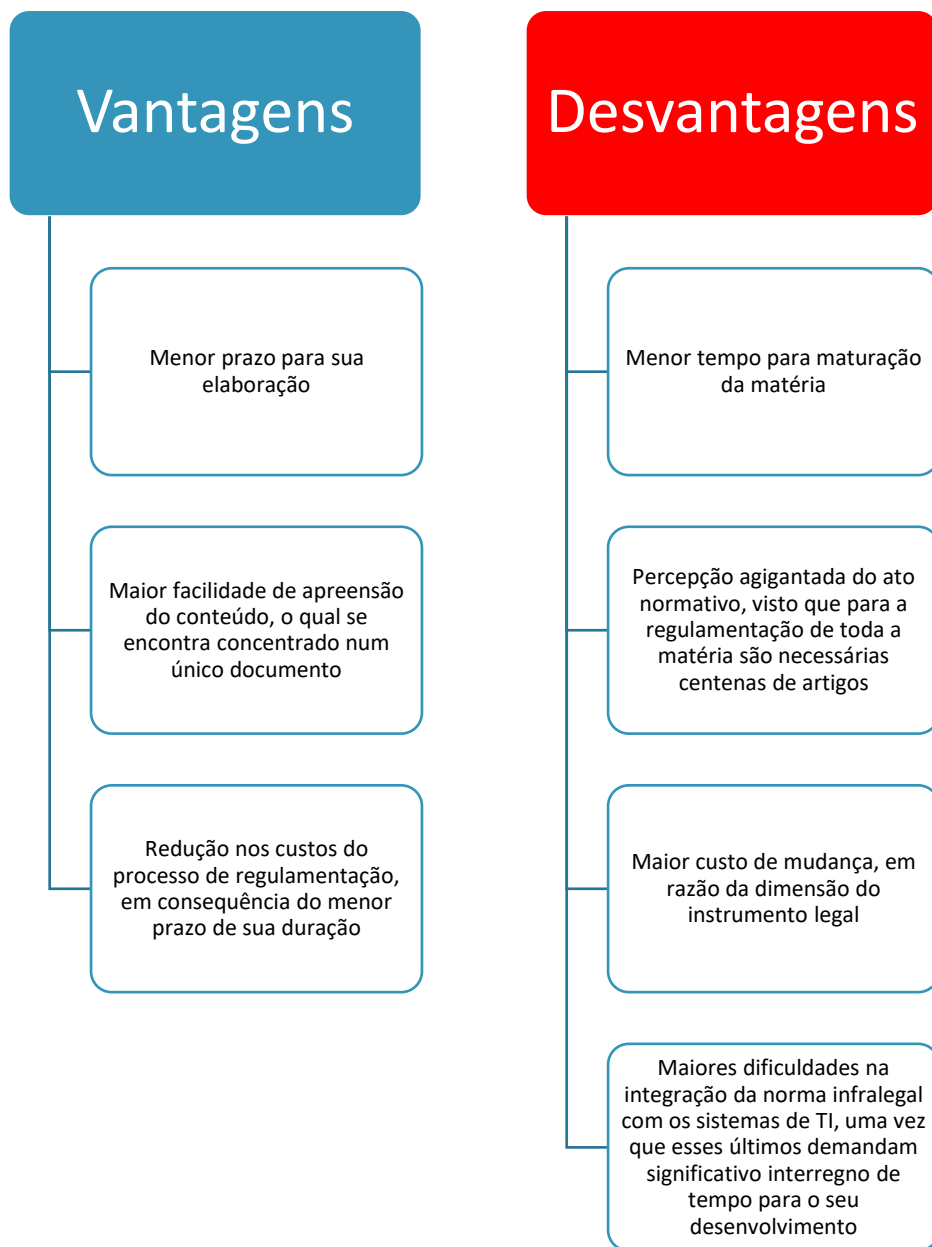 Vantagens
Menor prazo para sua
elaboração
Maior facilidade de apreensão
do conteúdo, o qual se
encontra concentrado num
único documento
Redução nos custos do
processo de regulamentação,
em consequência do menor
prazo de sua duração
Desvantagens
Menor tempo para maturação
da matéria
Percepção agigantada do ato
normativo, visto que para a
regulamentação de toda a
matéria são necessárias
centenas de artigos
Maior custo de mudança, em
razão da dimensão do
instrumento legal
Maiores dificuldades na
integração da norma infralegal
com os sistemas de TI, uma vez
que esses últimos demandam
significativo interregno de
tempo para o seu
desenvolvimento